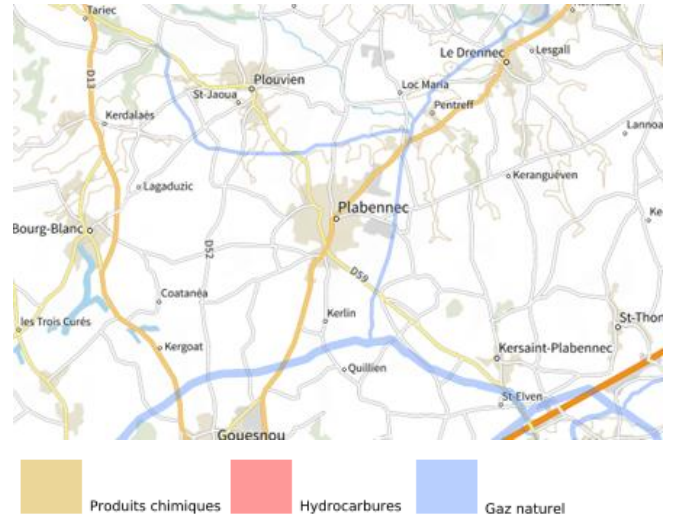 Tariec
Le Drennec
Lesgall
Plouvien
D13
St-Jaoua
Loc Maria
Pentreff
Kerdalaës
Lannoa
Keranguéven
Lagaduzic
Plabennec
Ke
Bourg-Blanc
D52
D59
Coatanéa
Kerlin
les Trois Curés
St-Thon
Kergoat
Kersaint-Plabennec
Quillien
St-Elven
Gouesnou
Produits chimiques
Hydrocarbures
Gaz naturel